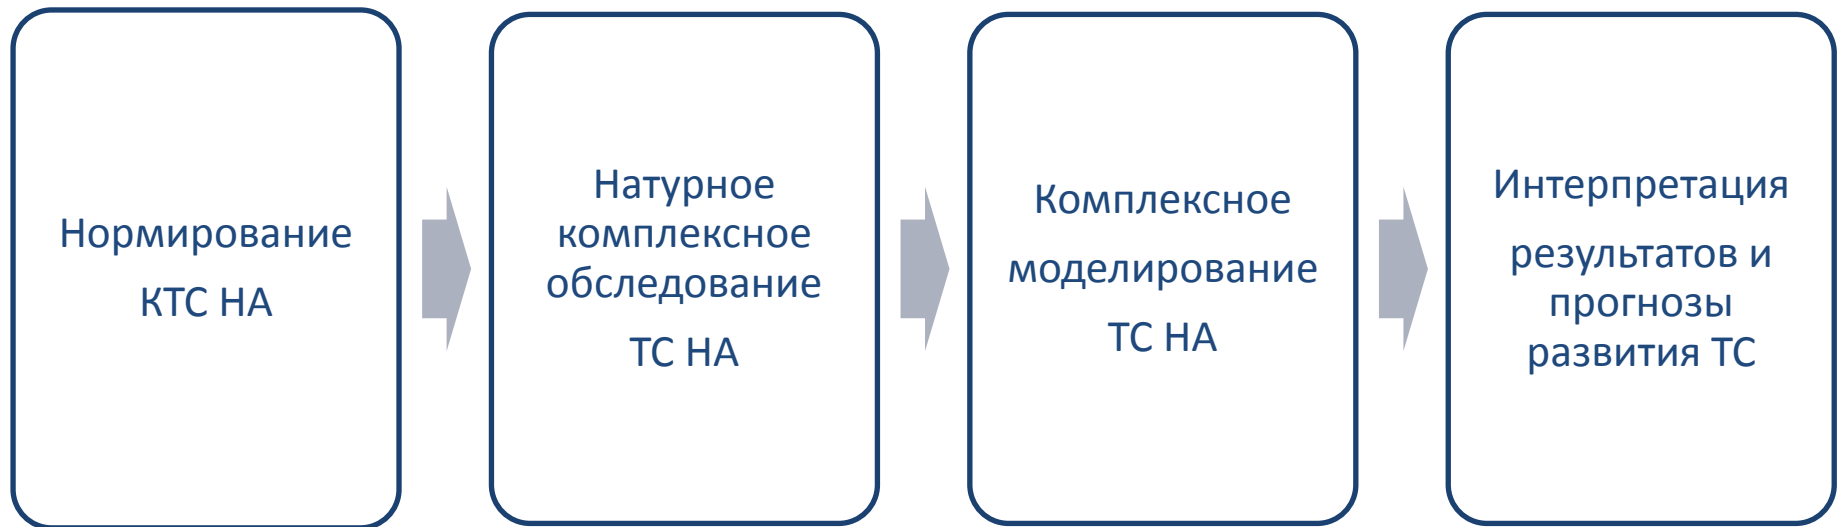 Нормирование
КТС НА
Натурное
комплексное
обследование
ТС НА
Комплексное
моделирование
ТС НА
Интерпретация
результатов и
прогнозы
развития ТС